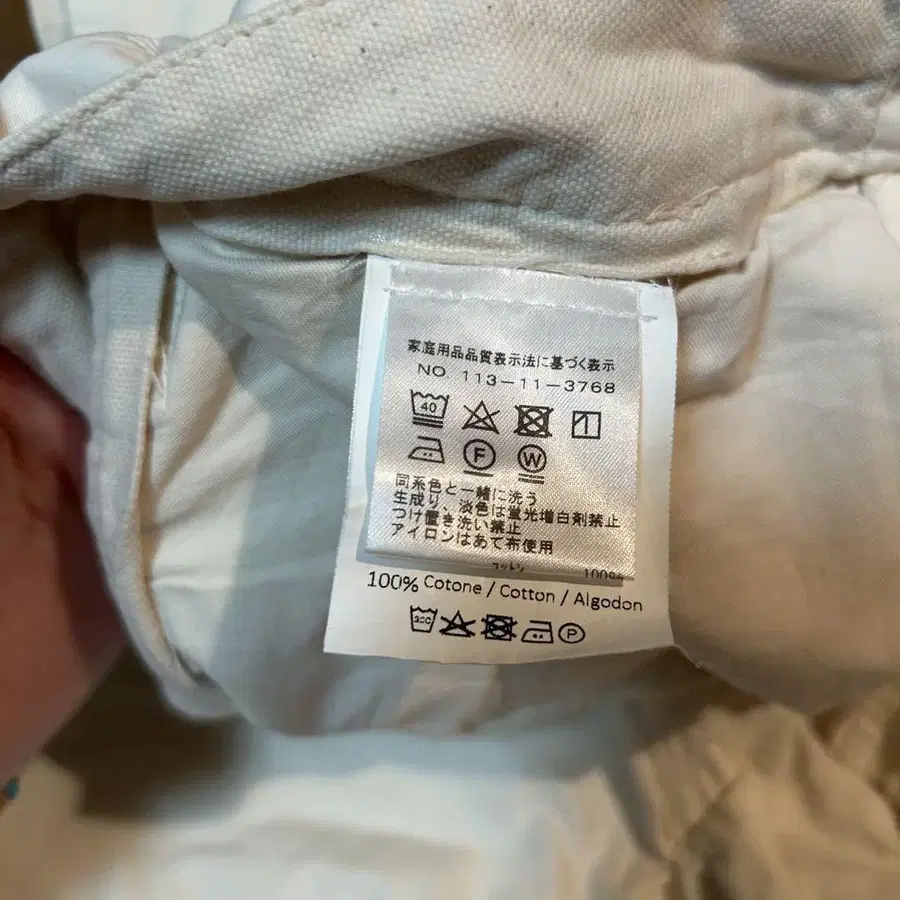 家庭用品品質表示法に基づく表示
NO. 113-11-3768
40
F W
同系色と一緒に洗う
生成り、淡色は蛍光増白剤禁止
つけ置き洗い禁止
アイロンはあて布使用
100%
100% Cotone / Cotton / Algodon
P